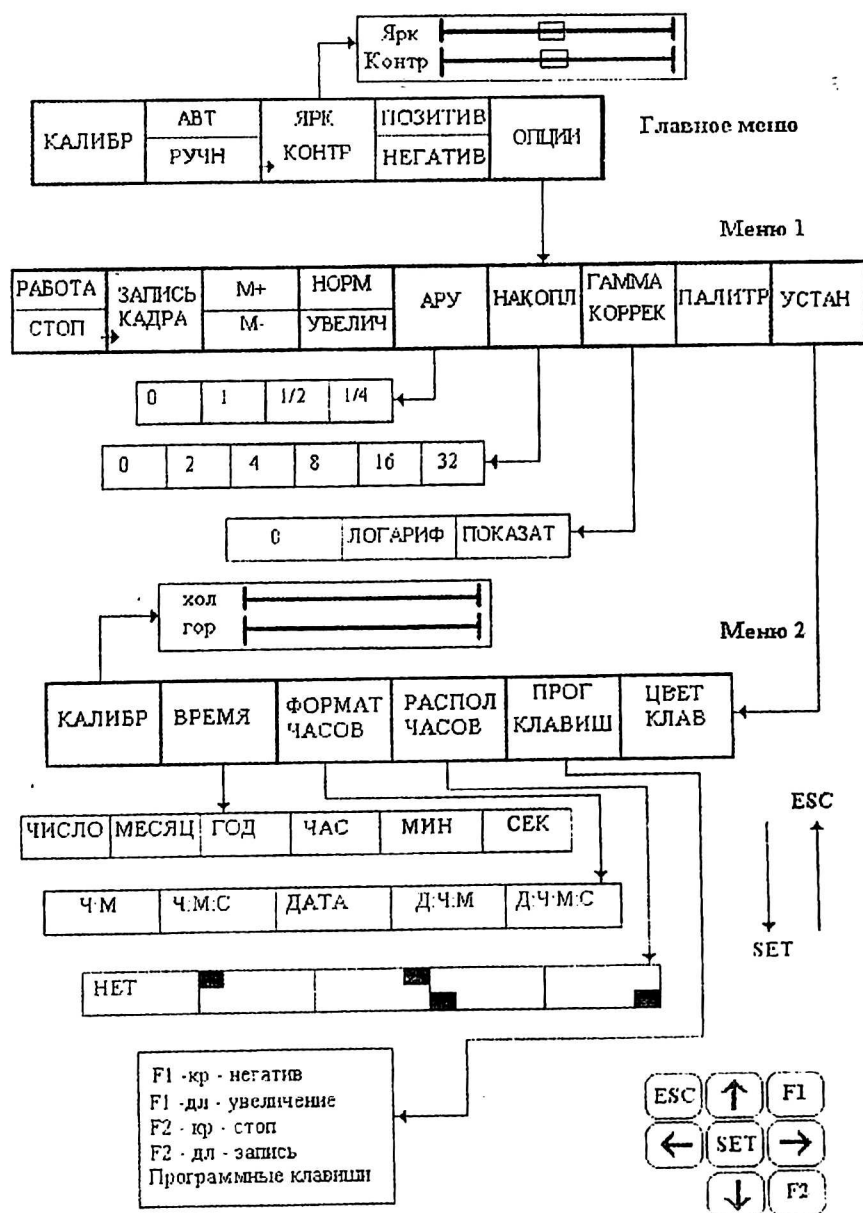 Ярк
Контр
КАЛИБР
АВТ
РУЧН
ЯРК
КОНТР
ПОЗИТИВ
НЕГАТИВ
ОПЦИИ
Главное меню
Меню 1
РАБОТА
СТОП
ЗАПИСЬ
КАДРА
М+
М-
НОРМ
УВЕЛИЧ
АРУ
НАКОПЛ
ГАММА
КОРРЕК
ПАЛИТР
УСТАН
0 1 1/2 1/4
0 2 4 8 16 32
0 ЛОГАРИФ ПОКАЗАТ
хол
гор
Меню 2
КАЛИБР
ВРЕМЯ
ФОРМАТ
ЧАСОВ
РАСПОЛ
ЧАСОВ
ПРОГ
КЛАВИШ
ЦВЕТ
КЛАВ
ЧИСЛО МЕСЯЦ ГОД ЧАС МИН СЕК
Ч:М Ч:М:С ДАТА Д:Ч:М Д:Ч:М:С
НЕТ
ESC
SET
F1 -кр - негатив
F1 -дл - увеличение
F2 - кр - стоп
F2 - дл - запись
Программные клавиши
ESC ↑ F1
← SET →
↓ F2